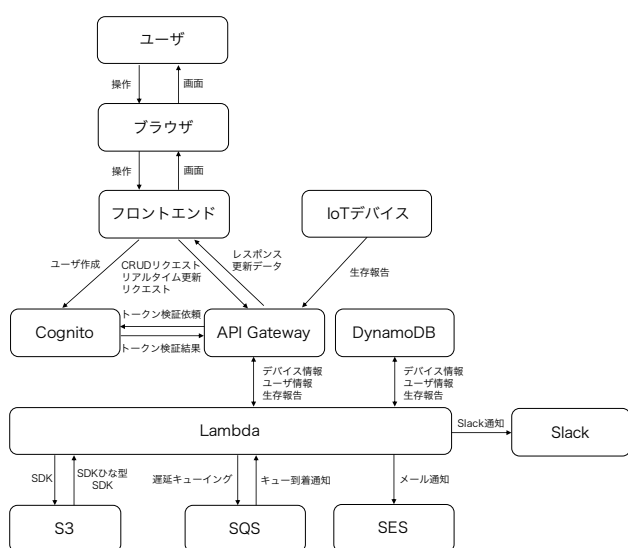 ユーザ
操作
画面
ブラウザ
操作
画面
フロントエンド
IoTデバイス
ユーザ作成
CRUDリクエスト
リアルタイム更新
リクエスト
レスポンス
更新データ
生存報告
トークン検証依頼
Cognito
API Gateway
DynamoDB
トークン検証結果
デバイス情報
ユーザ情報
生存報告
デバイス情報
ユーザ情報
生存報告
Lambda
Slack通知
Slack
SDK
SDKひな型
SDK
遅延キューイング
キュー到着通知
メール通知
S3
SQS
SES